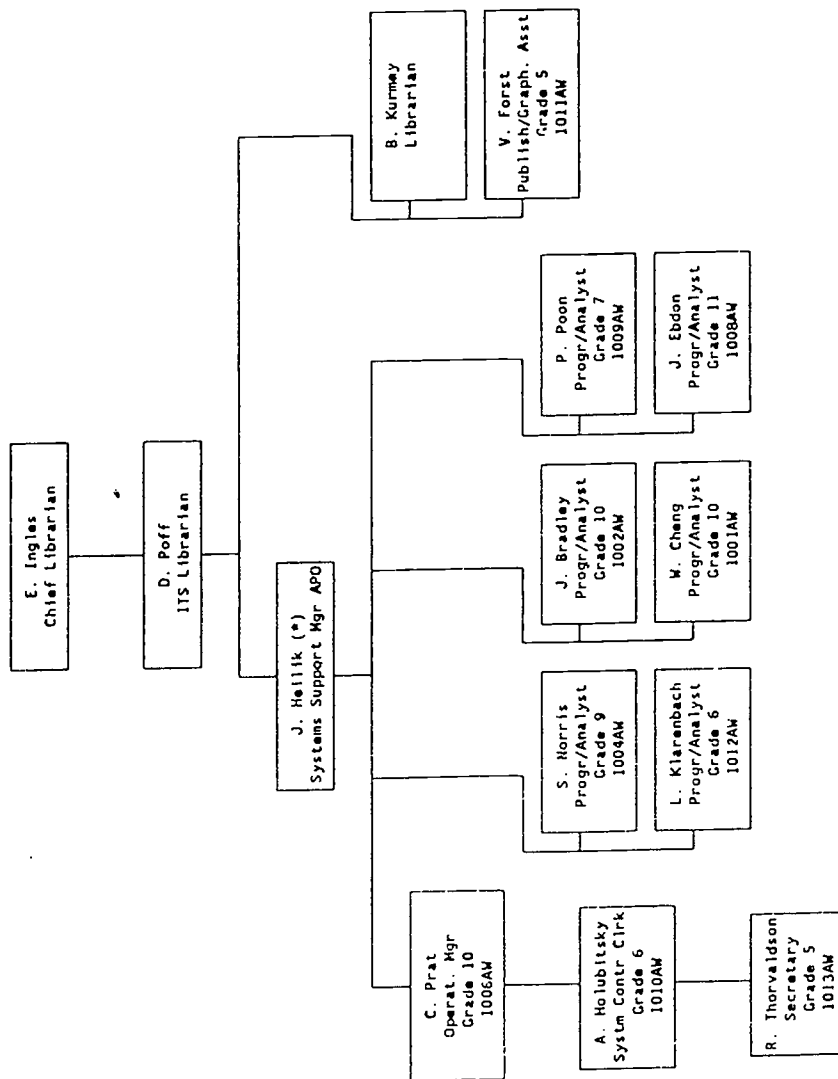 E. Ingles
Chief Librarian
D. Poff
ITS Librarian
J. Heilik (*)
Systems Support Mgr APO
B. Kurmey
Librarian
V. Forst
Publish/Graph. Asst
Grade 5
1011AW
C. Prat
Operat. Mgr
Grade 10
1006AW
A. Holubitsky
Systm Contr Clrk
Grade 6
1010AW
R. Thorvaldson
Secretary
Grade 5
1013AW
S. Norris
Progr/Analyst
Grade 9
1004AW
L. Klarenbach
Progr/Analyst
Grade 6
1012AW
J. Bradley
Progr/Analyst
Grade 10
1002AW
W. Cheng
Progr/Analyst
Grade 10
1001AW
P. Poon
Progr/Analyst
Grade 7
1009AW
J. Ebdon
Progr/Analyst
Grade 11
1008AW